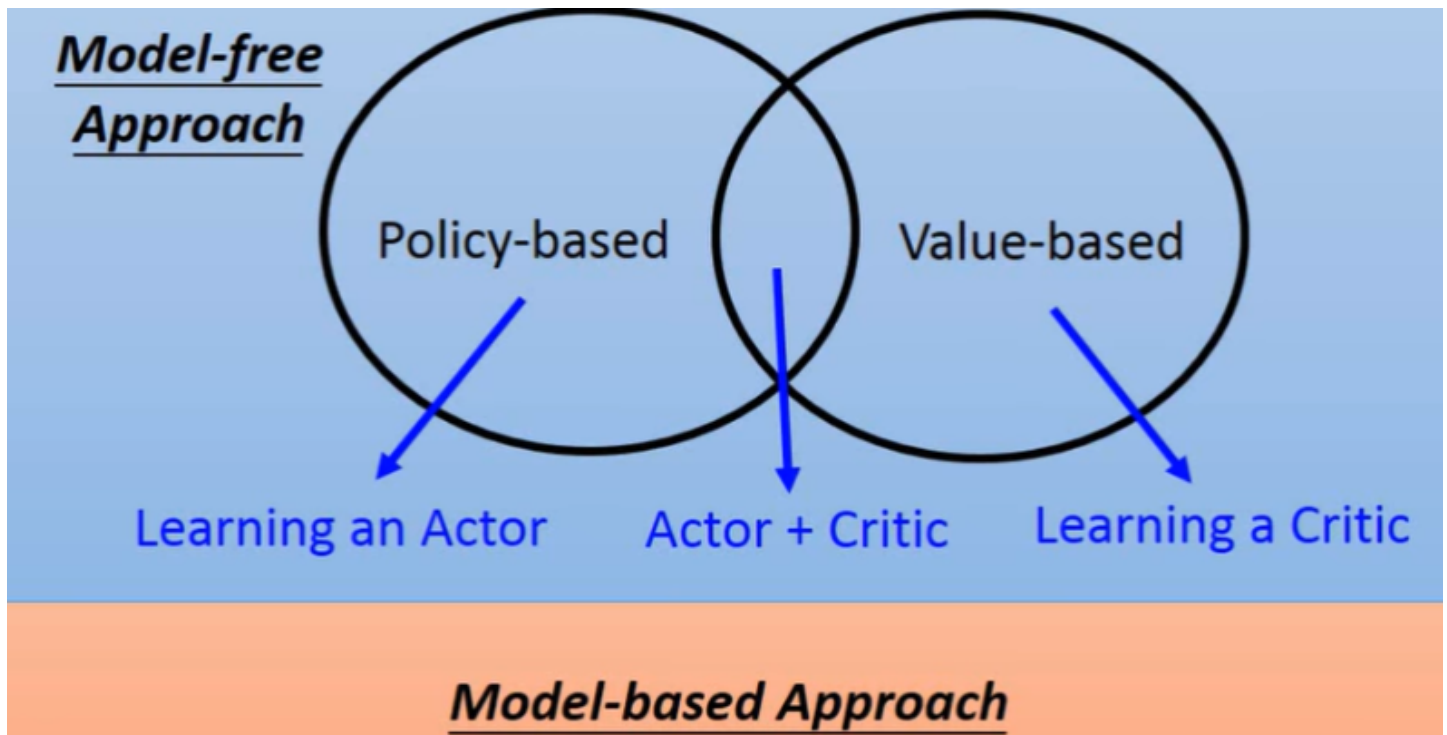 Model-free
Approach
Policy-based
Value-based
Learning an Actor
Actor + Critic
Learning a Critic
Model-based Approach